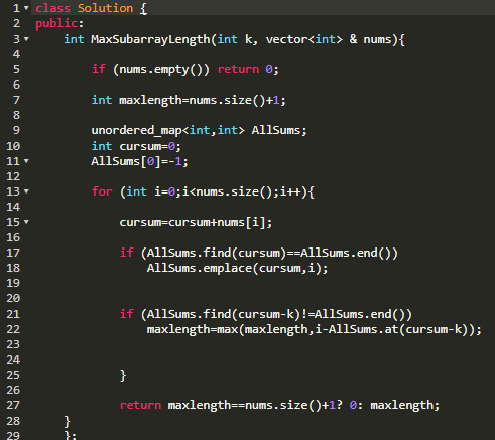 1 class Solution {
2 public:
3 int MaxSubarrayLength(int k, vector<int> & nums){
4
5 if (nums.empty()) return 0;
6
7 int maxlength=nums.size()+1;
8
9 unordered_map<int,int> AllSums;
10 int cursum=0;
11 AllSums[0]=-1;
12
13 for (int i=0;i<nums.size();i++){
14
15 cursum=cursum+nums[i];
16
17 if (AllSums.find(cursum)==AllSums.end())
18 AllSums.emplace(cursum,i);
19
20
21 if (AllSums.find(cursum-k)!=AllSums.end())
22 maxlength=max(maxlength,i-AllSums.at(cursum-k));
23
24
25 }
26
27 return maxlength==nums.size()+1? 0: maxlength;
28 }
29 };